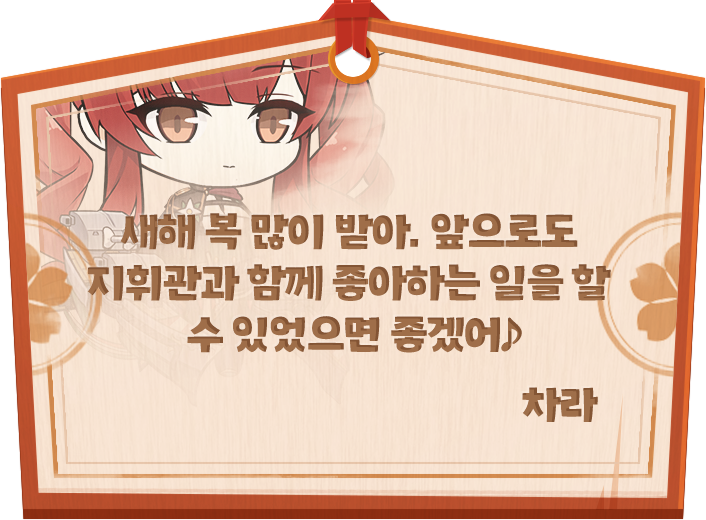 새해 복 많이 받아. 앞으로도
지휘관과 함께 좋아하는 일을 할
수 있었으면 좋겠어♪
차라